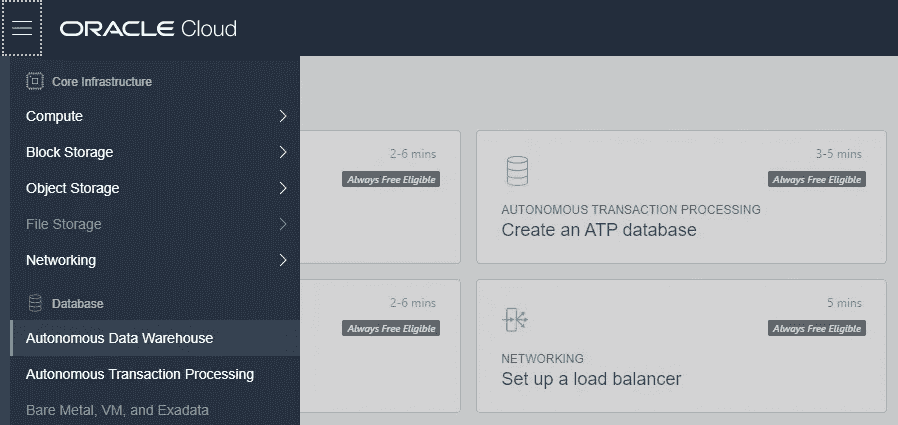 ORACLE Cloud
Core Infrastructure
Compute
Block Storage
Object Storage
File Storage
Networking
Database
Autonomous Data Warehouse
Autonomous Transaction Processing
Bare Metal, VM, and Exadata
2-6 mins
Always Free Eligible
3-5 mins
Always Free Eligible
AUTONOMOUS TRANSACTION PROCESSING
Create an ATP database
2-6 mins
Always Free Eligible
5 mins
Always Free Eligible
NETWORKING
Set up a load balancer